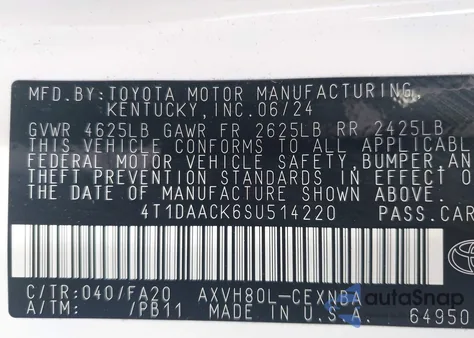 MFD.BY:TOYOTA MOTOR MANUFACTURING,
KENTUCKY, INC.06/24
GVWR 4625LB GAWR FR 2625LB RR 2425LB
THIS VEHICLE CONFORMS TO ALL APPLICABL
FEDERAL MOTOR VEHICLE SAFETY, BUMPER AN
THEFT PREVENTION STANDARDS IN EFFECT O
THE DATE OF MANUFACTURE SHOWN ABOVE.
4T1DAACK6SU514220 PASS.CAR
C/TR:040/FA20 AXVH80L-CEXNBA
A/TM: /PB11 MADE IN U.S.A. 64950
autoSnap